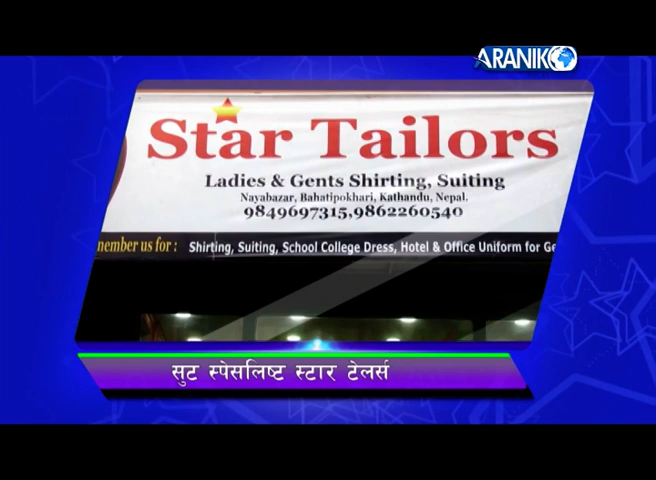 ARANIKO
Star Tailors
Ladies & Gents Shirting, Suiting
Nayabazar, Bahatipokhari, Kathandu, Nepal.
9849697315,9862260540
nember us for : Shirting, Suiting, School College Dress, Hotel & Office Uniform for Ge
सुट स्पेसलिष्ट स्टार टेलर्स